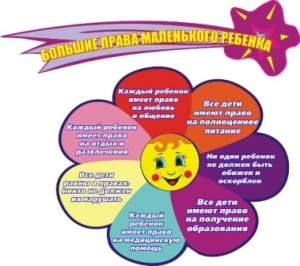 БОЛЬШИЕ ПРАВА МАЛЕНЬКОГО РЕБЕНКА
Каждый ребенок
имеет право
на любовь
и общение
Все дети
имеют право
на полноценное
питание
Ни один ребенок
не должен быть
обижен и
оскорблен
Все дети
имеют право
на получение
образования
Каждый
ребенок
имеет право
на медицинскую
помощь
Все дети
равны в правах:
никто не должен
их нарушать
Каждый ребенок
имеет право
на отдых и
развлечения